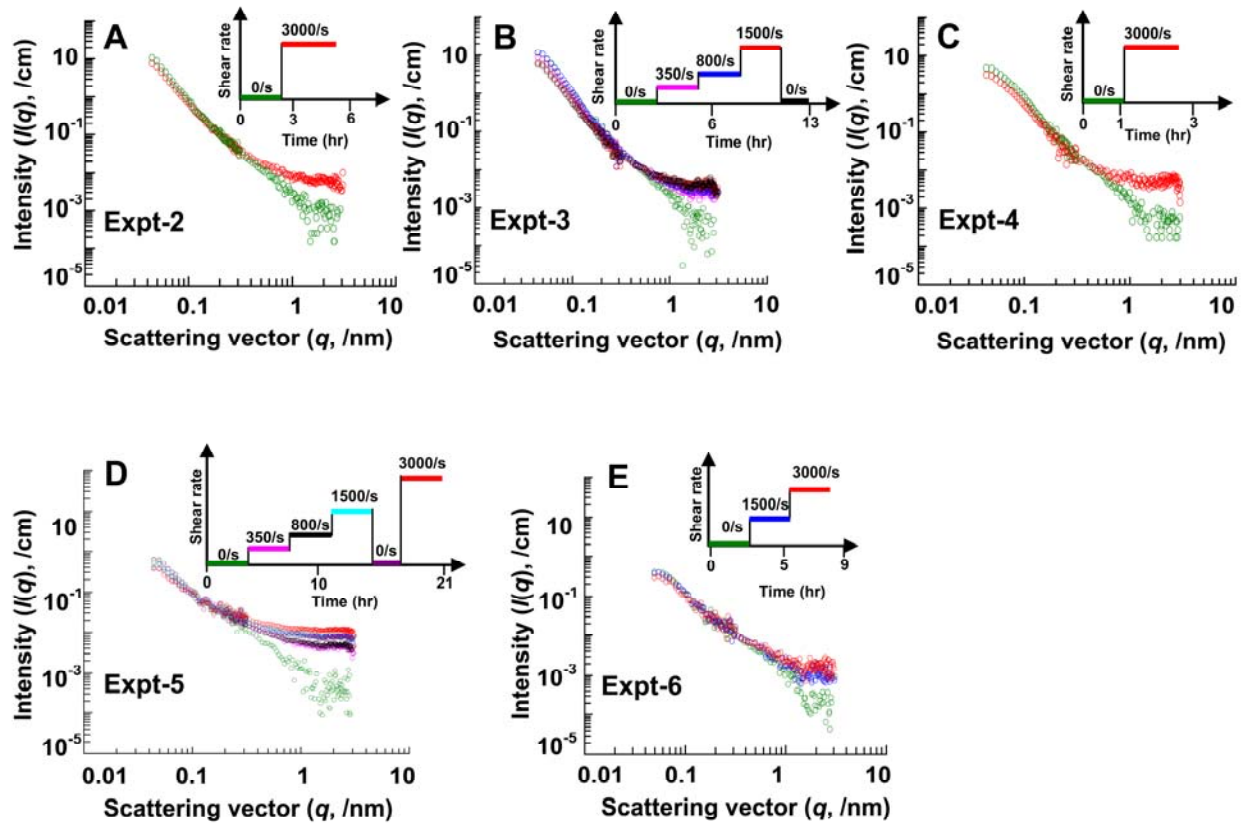 A
Intensity (I(q), /cm)
10
10-1
10-3
10-5
0.01 0.1 1 10
Scattering vector (q, /nm)
Expt-2
Shear rate
3000/s
0/s
0 3 6
Time (hr)
B
Intensity (I(q), /cm)
10
10-1
10-3
10-5
0.01 0.1 1 10
Scattering vector (q, /nm)
Expt-3
Shear rate
1500/s
800/s
350/s
0/s
0/s
0 6 13
Time (hr)
C
Intensity (I(q), /cm)
10
10-1
10-3
10-5
0.01 0.1 1 10
Scattering vector (q, /nm)
Expt-4
Shear rate
3000/s
0/s
0 1 3
Time (hr)
D
Intensity (I(q), /cm)
10
10-1
10-3
10-5
0.01 0.1 1 10
Scattering vector (q, /nm)
Expt-5
Shear rate
3000/s
1500/s
800/s
350/s
0/s
0/s
0 10 21
Time (hr)
E
Intensity (I(q), /cm)
10
10-1
10-3
10-5
0.01 0.1 1 10
Scattering vector (q, /nm)
Expt-6
Shear rate
3000/s
1500/s
0/s
0 5 9
Time (hr)